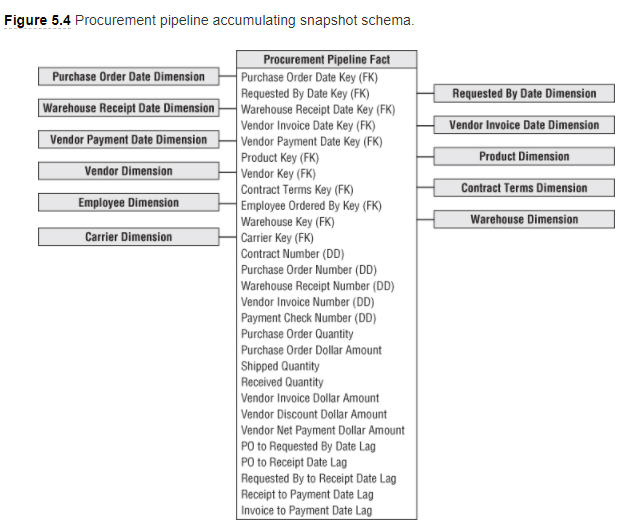 Figure 5.4 Procurement pipeline accumulating snapshot schema.
Procurement Pipeline Fact
Purchase Order Date Key (FK)
Requested By Date Key (FK)
Warehouse Receipt Date Key (FK)
Vendor Invoice Date Key (FK)
Vendor Payment Date Key (FK)
Product Key (FK)
Vendor Key (FK)
Contract Terms Key (FK)
Employee Ordered By Key (FK)
Warehouse Key (FK)
Carrier Key (FK)
Contract Number (DD)
Purchase Order Number (DD)
Warehouse Receipt Number (DD)
Vendor Invoice Number (DD)
Payment Check Number (DD)
Purchase Order Quantity
Purchase Order Dollar Amount
Shipped Quantity
Received Quantity
Vendor Invoice Dollar Amount
Vendor Discount Dollar Amount
Vendor Net Payment Dollar Amount
PO to Requested By Date Lag
PO to Receipt Date Lag
Requested By to Receipt Date Lag
Receipt to Payment Date Lag
Invoice to Payment Date Lag
Purchase Order Date Dimension
Warehouse Receipt Date Dimension
Vendor Payment Date Dimension
Vendor Dimension
Employee Dimension
Carrier Dimension
Requested By Date Dimension
Vendor Invoice Date Dimension
Product Dimension
Contract Terms Dimension
Warehouse Dimension